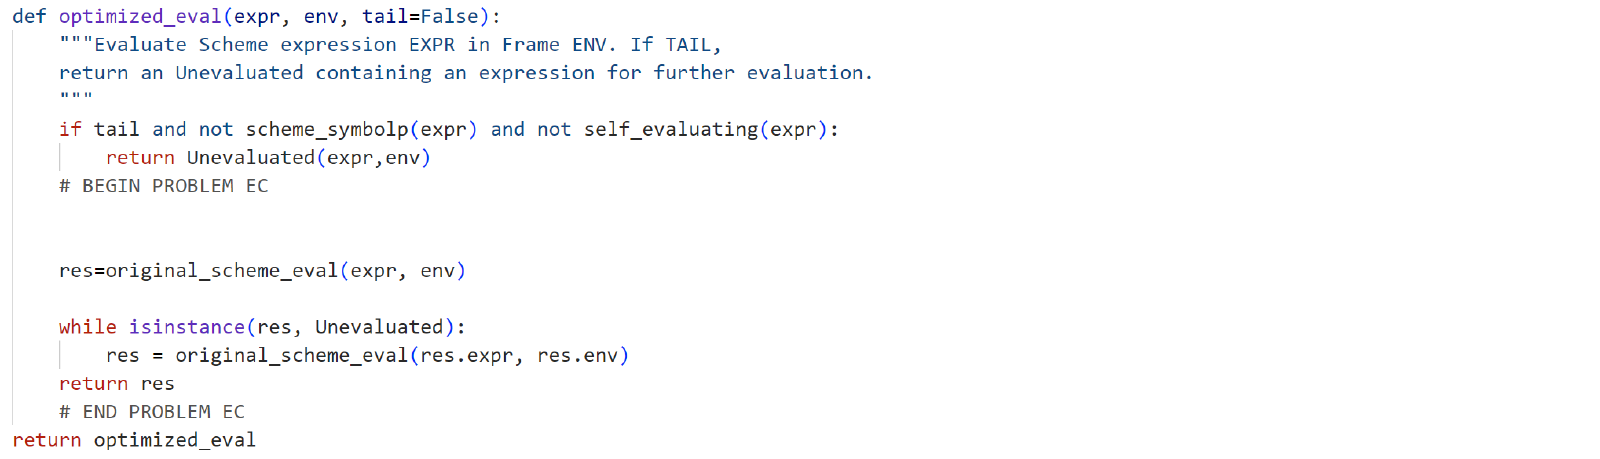 def optimized_eval(expr, env, tail=False):
    """Evaluate Scheme expression EXPR in Frame ENV. If TAIL,
    return an Unevaluated containing an expression for further evaluation.
    """
    if tail and not scheme_symbolp(expr) and not self_evaluating(expr):
        return Unevaluated(expr,env)
    # BEGIN PROBLEM EC
    res=original_scheme_eval(expr, env)
    while isinstance(res, Unevaluated):
        res = original_scheme_eval(res.expr, res.env)
    return res
    # END PROBLEM EC
return optimized_eval